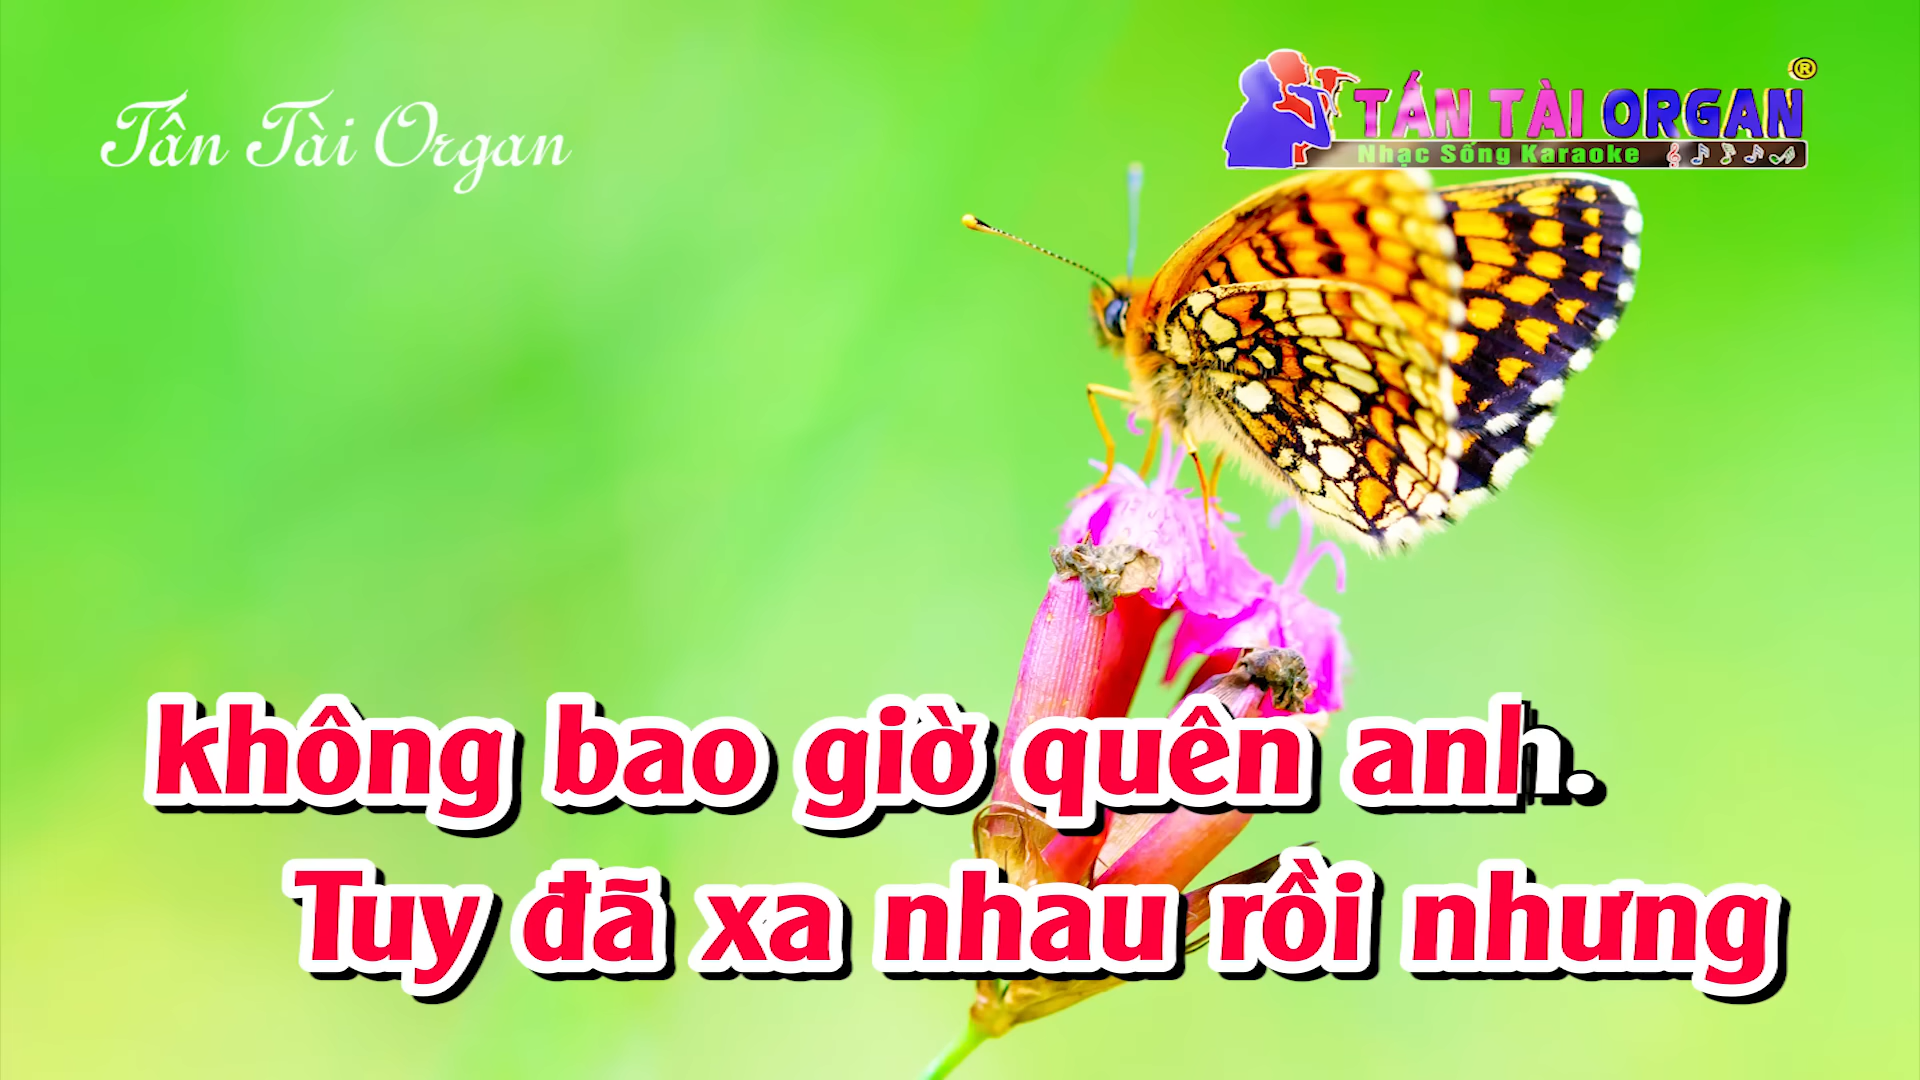 Tấn Tài Organ
TẤN TÀI ORGAN ®
Nhạc Sống Karaoke
không bao giờ quên anh.
Tuy đã xa nhau rồi nhưng